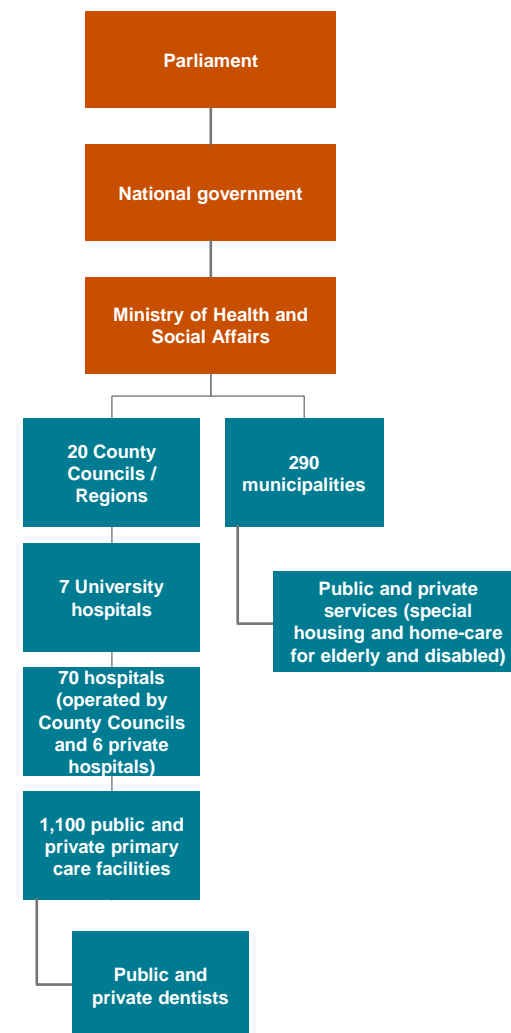 Parliament
National government
Ministry of Health and
Social Affairs
20 County
Councils /
Regions
290
municipalities
7 University
hospitals
Public and private
services (special
housing and home-care
for elderly and disabled)
70 hospitals
(operated by
County Councils
and 6 private
hospitals)
1,100 public and
private primary
care facilities
Public and
private dentists